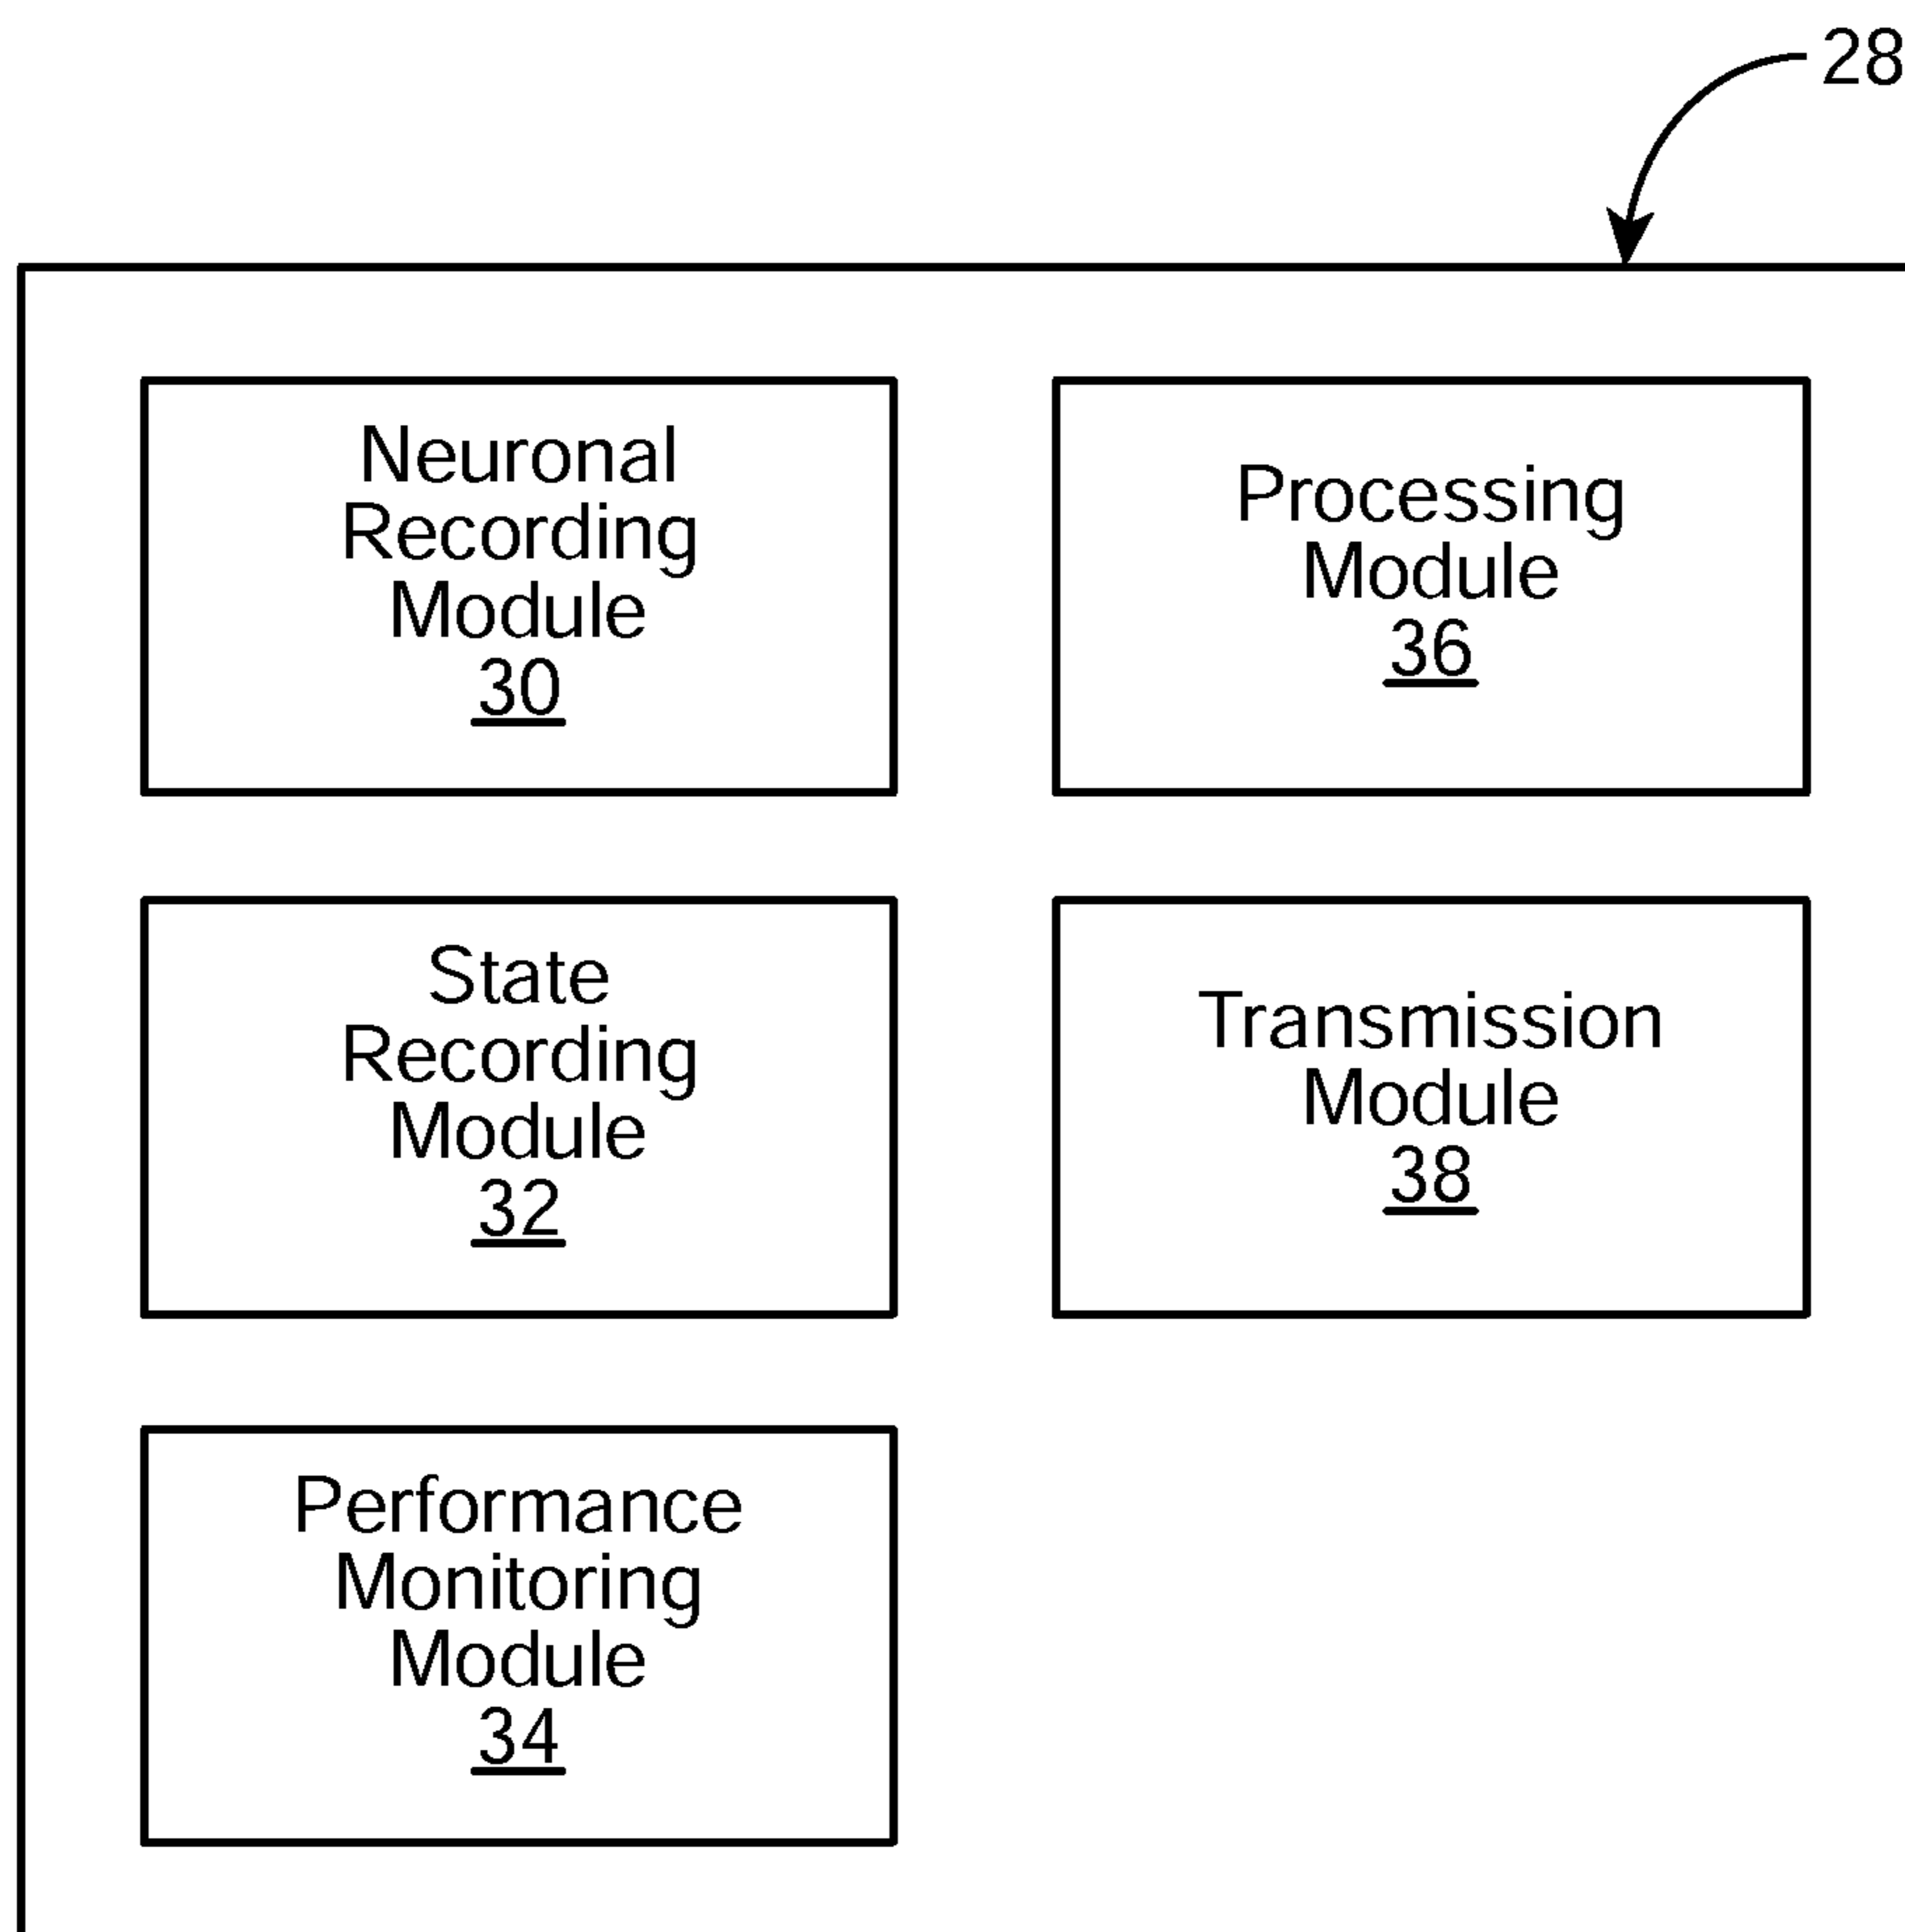 28
Neuronal
Recording
Module
30
Processing
Module
36
State
Recording
Module
32
Transmission
Module
38
Performance
Monitoring
Module
34